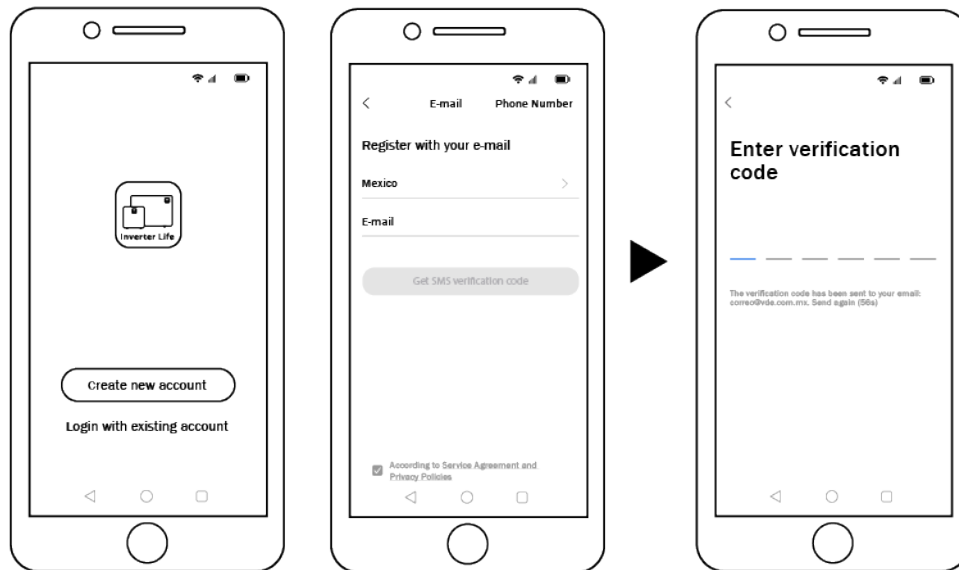 Inverter Life
Create new account
Login with existing account
E-mail Phone Number
Register with your e-mail
Mexico
E-mail
Get SMS verification code
According to Service Agreement and
Privacy Policies
Enter verification
code
The verification code has been sent to your email:
correo@vde.com.mx. Send again (56s)